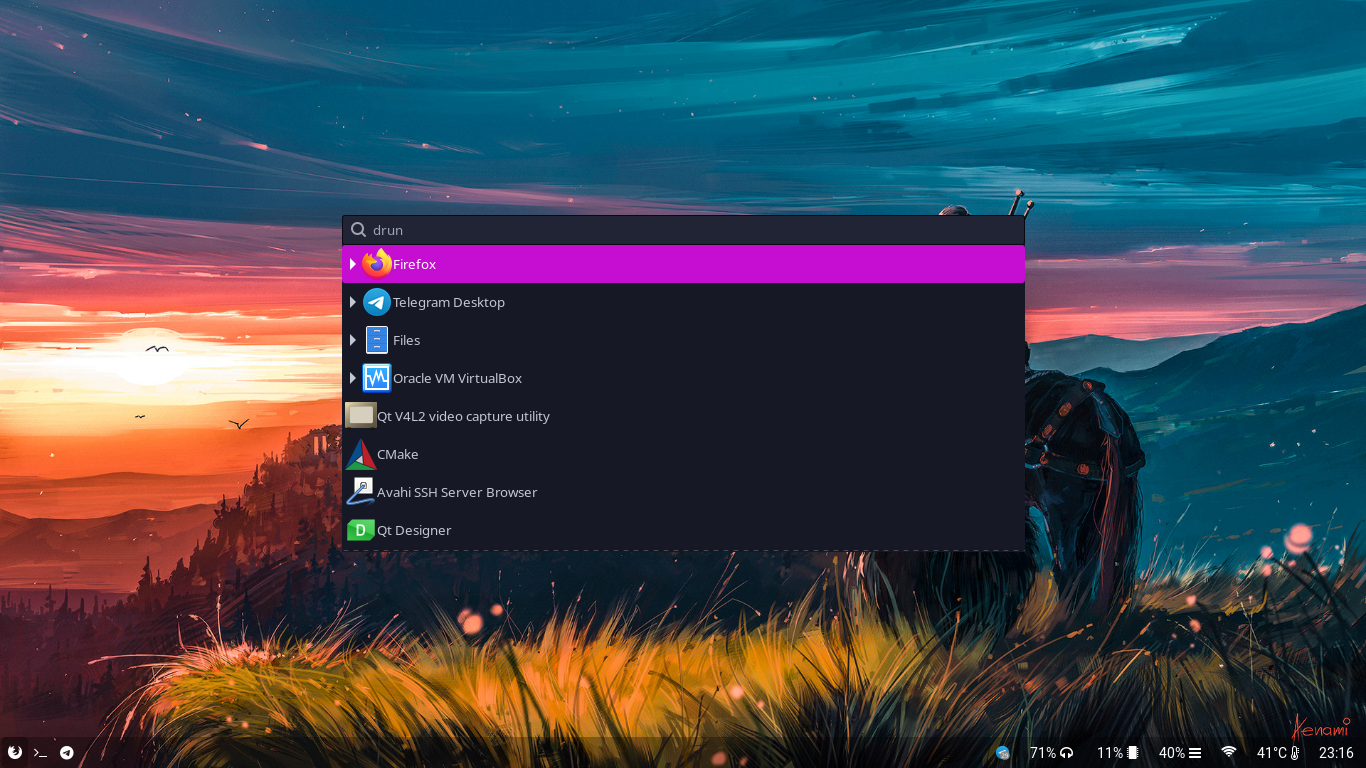 drun
Firefox
Telegram Desktop
Files
Oracle VM VirtualBox
Qt V4L2 video capture utility
CMake
Avahi SSH Server Browser
D
Qt Designer
Xenami
>_
71% 11% 40% 41°C 23:16